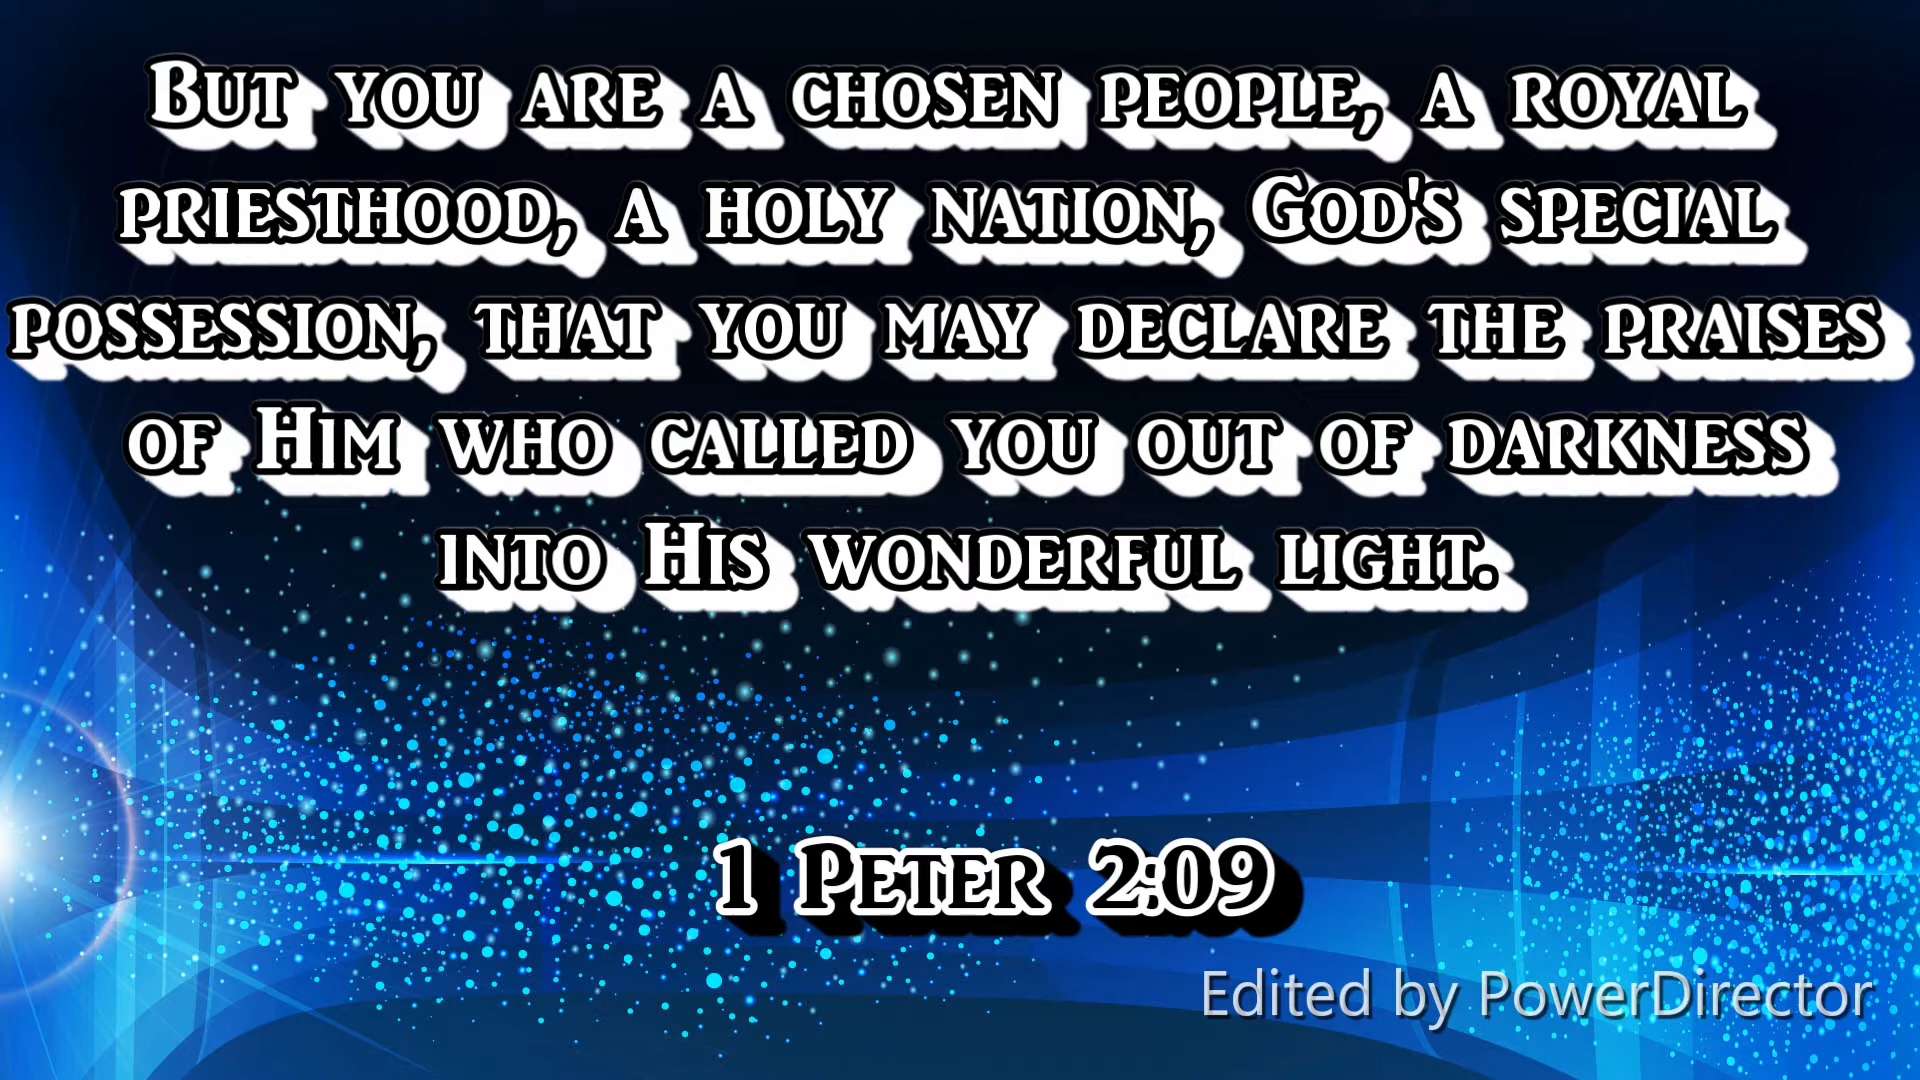 But you are a chosen people, a royal
priesthood, a holy nation, God's special
possession, that you may declare the praises
of Him who called you out of darkness
into His wonderful light.
1 Peter 2:09
Edited by PowerDirector